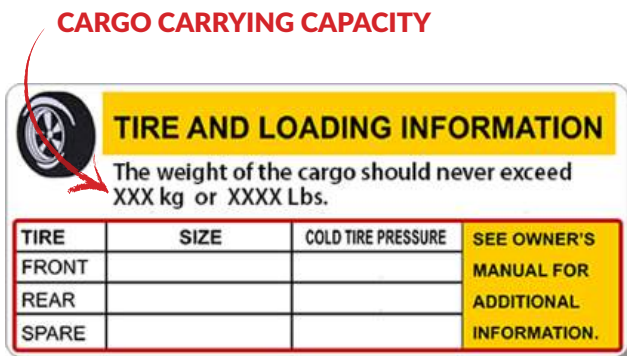 CARGO CARRYING CAPACITY
TIRE AND LOADING INFORMATION
The weight of the cargo should never exceed
XXX kg or XXXX Lbs.
TIRE SIZE COLD TIRE PRESSURE SEE OWNER'S
FRONT MANUAL FOR
REAR ADDITIONAL
SPARE INFORMATION.